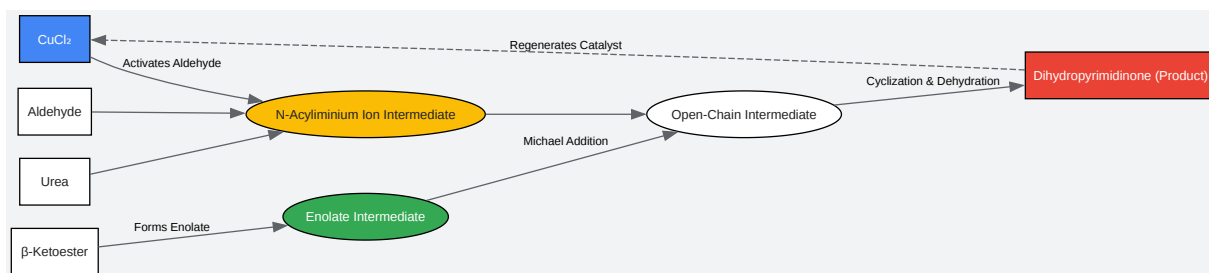 CuCl₂
Regenerates Catalyst
Activates Aldehyde
Dihydropyrimidinone (Product)
Cyclization & Dehydration
Aldehyde
N-Acyliminium Ion Intermediate
Open-Chain Intermediate
Michael Addition
Urea
Enolate Intermediate
Forms Enolate
β-Ketoester